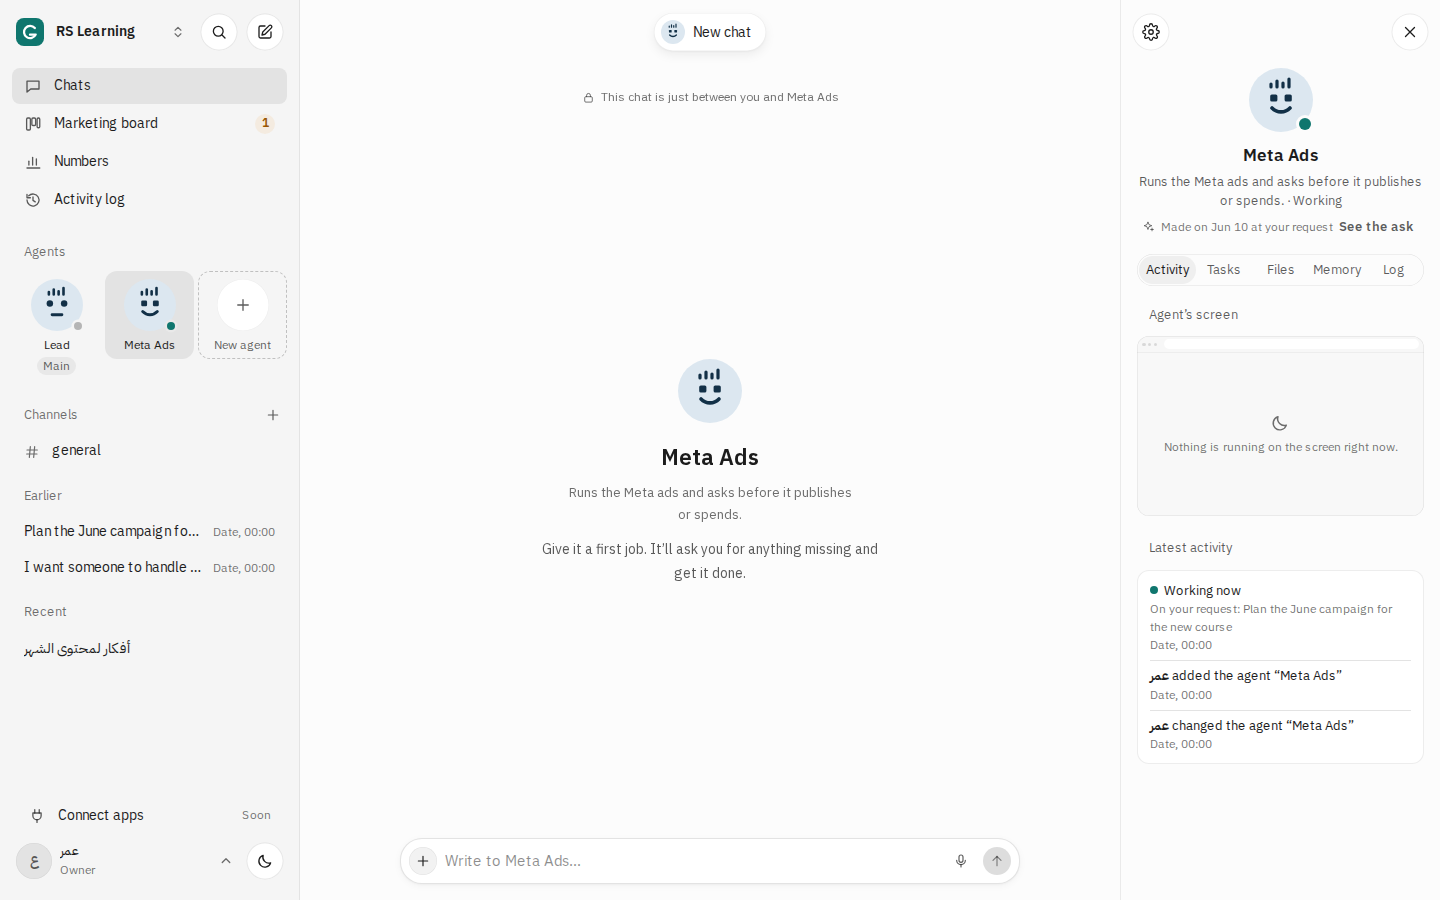 RS Learning
Chats
Marketing board 1
Numbers
Activity log
Agents
Lead
Main
Meta Ads
New agent
Channels
general
Earlier
Plan the June campaign fo... Date, 00:00
I want someone to handle ... Date, 00:00
Recent
أفكار لمحتوى الشهر
Connect apps Soon
ع
عمر
Owner
New chat
This chat is just between you and Meta Ads
Meta Ads
Runs the Meta ads and asks before it publishes
or spends.
Give it a first job. It’ll ask you for anything missing and
get it done.
Write to Meta Ads...
Meta Ads
Runs the Meta ads and asks before it publishes
or spends. · Working
Made on Jun 10 at your request See the ask
Activity Tasks Files Memory Log
Agent’s screen
Nothing is running on the screen right now.
Latest activity
Working now
On your request: Plan the June campaign for
the new course
Date, 00:00
عمر added the agent “Meta Ads”
Date, 00:00
عمر changed the agent “Meta Ads”
Date, 00:00